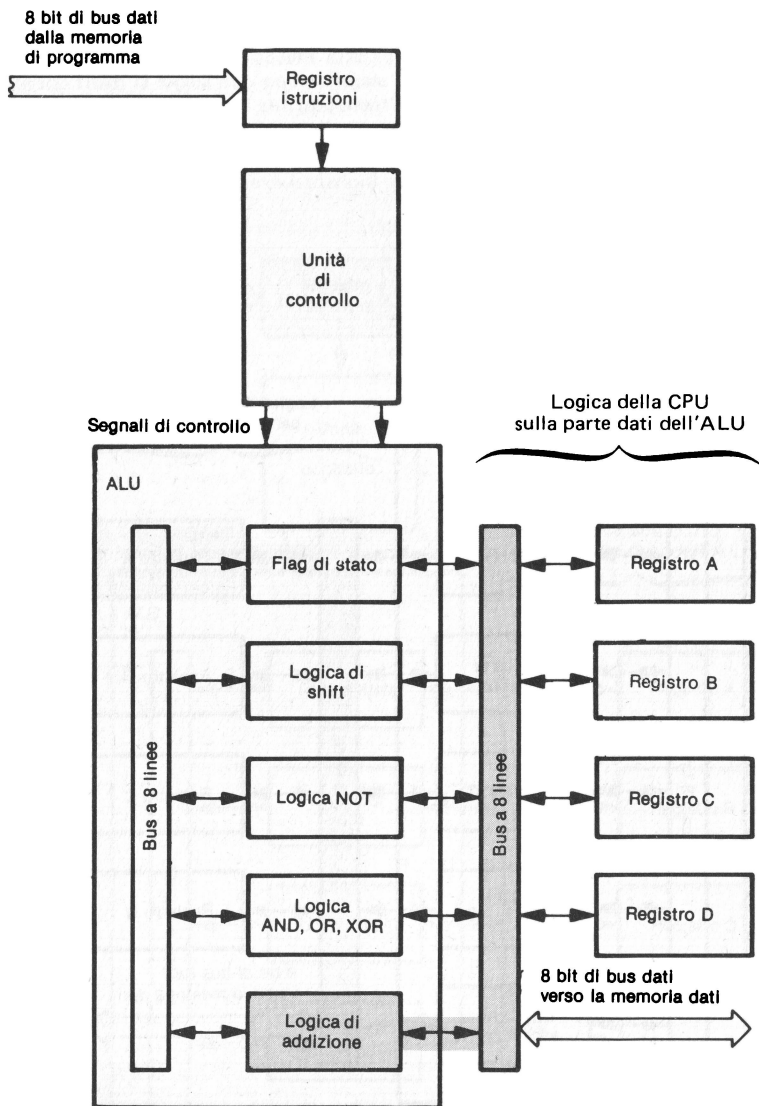 8 bit di bus dati
dalla memoria
di programma
Registro
istruzioni
Unità
di
controllo
Segnali di controllo
Logica della CPU
sulla parte dati dell'ALU
ALU
Bus a 8 linee
Flag di stato
Logica di
shift
Logica NOT
Logica
AND, OR, XOR
Logica di
addizione
Bus a 8 linee
Registro A
Registro B
Registro C
Registro D
8 bit di bus dati
verso la memoria dati